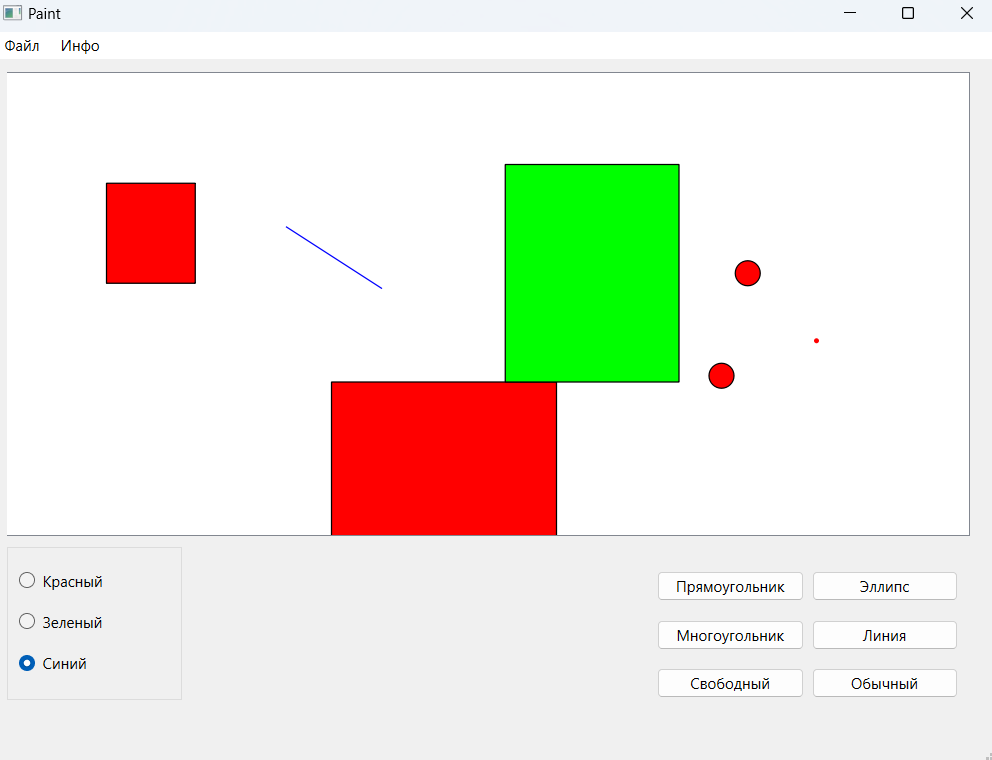 Paint
Файл Инфо
Красный
Зеленый
Синий
Прямоугольник Эллипс
Многоугольник Линия
Свободный Обычный